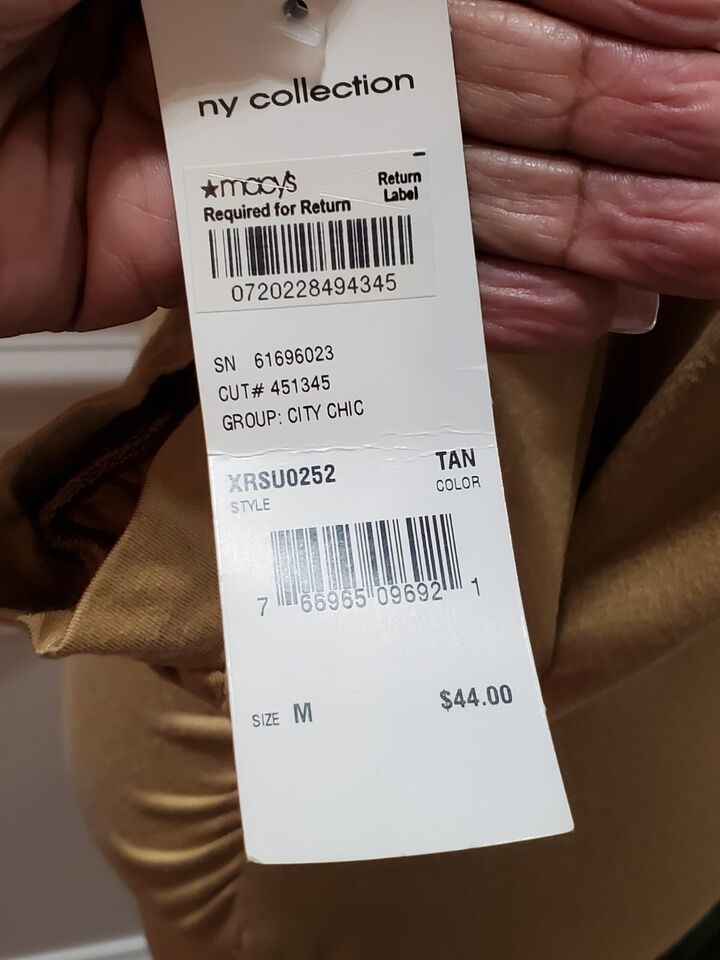 ny collection
★macy's
Return
Label
Required for Return
0720228494345
SN 61696023
CUT# 451345
GROUP: CITY CHIC
XRSU0252
TAN
STYLE
COLOR
7 66965 09692 1
SIZE M
$44.00